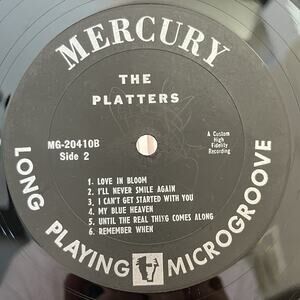 MERCURY
THE
PLATTERS
MG-20410B
Side 2
A Custom
High
Fidelity
Recording
1. LOVE IN BLOOM
2. I'LL NEVER SMILE AGAIN
3. I CAN'T GET STARTED WITH YOU
4. MY BLUE HEAVEN
5. UNTIL THE REAL THING COMES ALONG
6. REMEMBER WHEN
LONG PLAYING MICROGROOVE